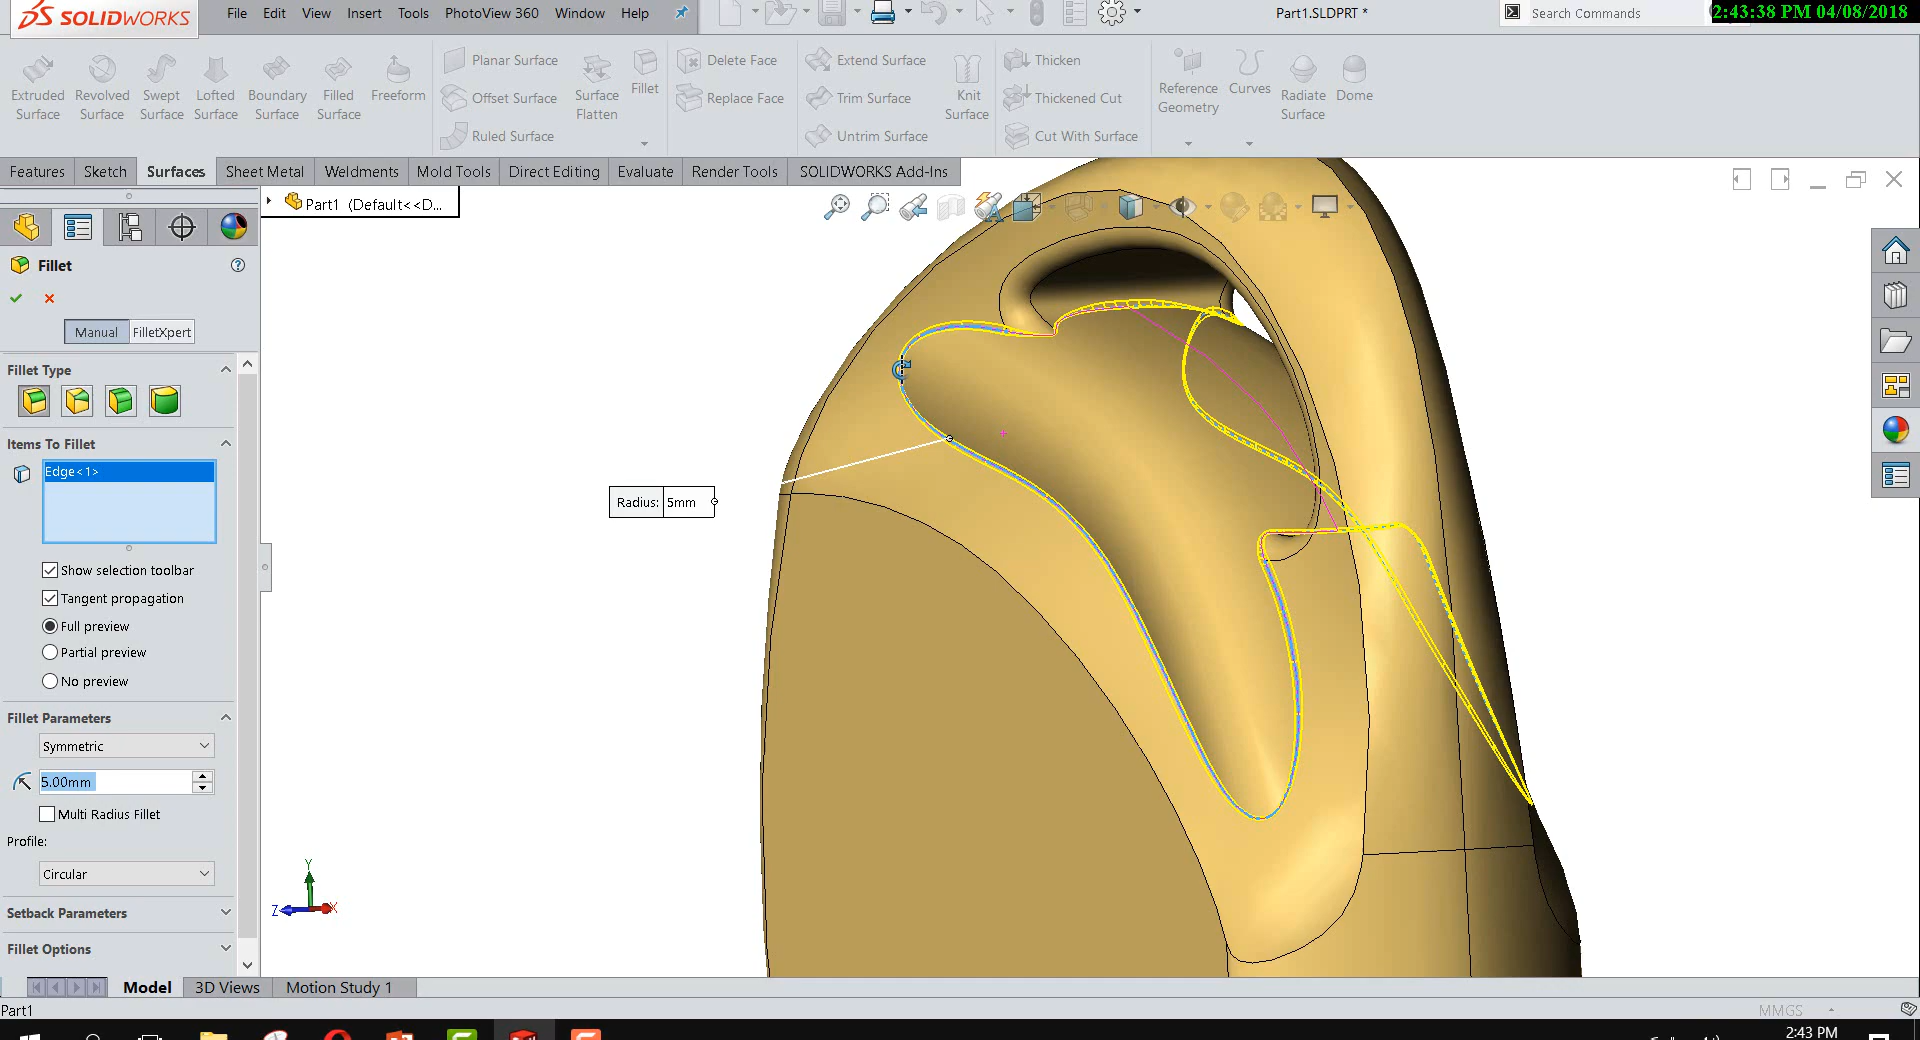 SOLIDWORKS
File Edit View Insert Tools PhotoView 360 Window Help
Part1.SLDPRT *
Search Commands
2:43:38 PM 04/08/2018
Extruded Surface
Revolved Surface
Swept Surface
Lofted Surface
Boundary Surface
Filled Surface
Freeform
Planar Surface
Offset Surface
Ruled Surface
Surface Flatten
Fillet
Delete Face
Replace Face
Extend Surface
Trim Surface
Untrim Surface
Knit Surface
Thicken
Thickened Cut
Cut With Surface
Reference Geometry
Curves
Radiate Surface
Dome
Features Sketch Surfaces Sheet Metal Weldments Mold Tools Direct Editing Evaluate Render Tools SOLIDWORKS Add-Ins
Part1 (Default<<D...
Fillet
Manual FilletXpert
Fillet Type
Items To Fillet
Edge<1>
Show selection toolbar
Tangent propagation
Full preview
Partial preview
No preview
Fillet Parameters
Symmetric
5.00mm
Multi Radius Fillet
Profile:
Circular
Setback Parameters
Fillet Options
Radius: 5mm
Y
Z X
Model 3D Views Motion Study 1
Part1
MMGS
2:43 PM